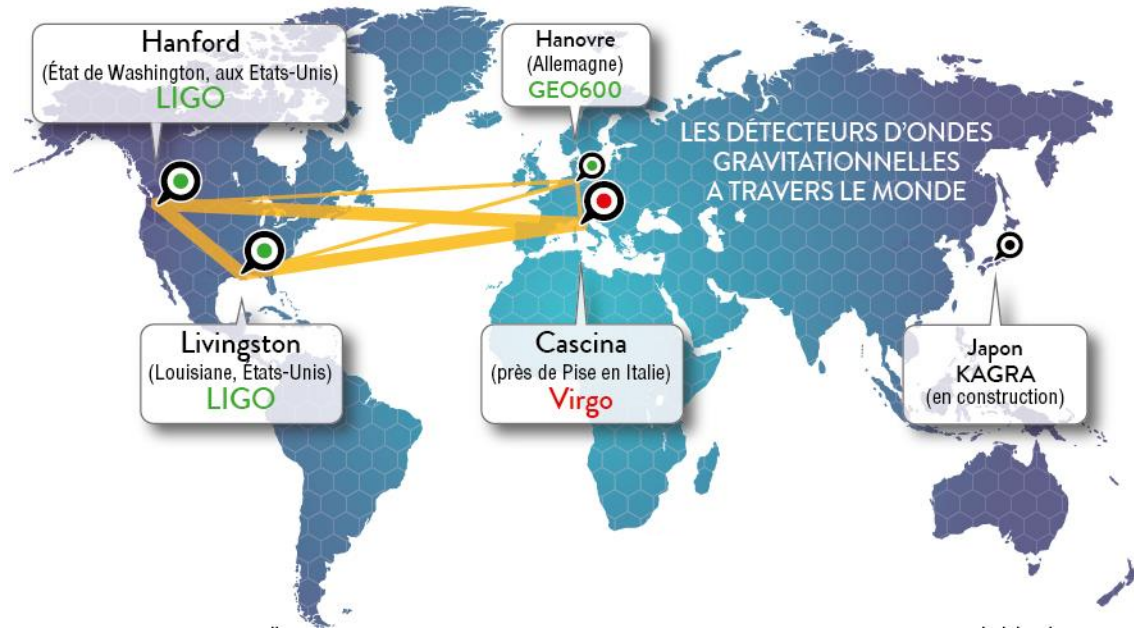 Hanford
(État de Washington, aux Etats-Unis)
LIGO
Hanovre
(Allemagne)
GEO600
LES DÉTECTEURS D'ONDES
GRAVITATIONNELLES
A TRAVERS LE MONDE
Livingston
(Louisiane, États-Unis)
LIGO
Cascina
(près de Pise en Italie)
Virgo
Japon
KAGRA
(en construction)